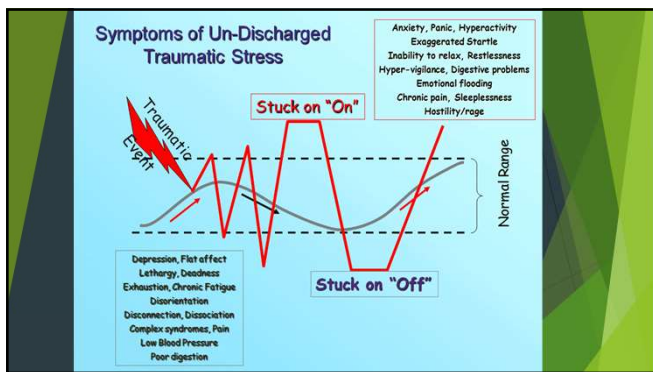 Symptoms of Un-Discharged
Traumatic Stress
Anxiety, Panic, Hyperactivity
Exaggerated Startle
Inability to relax, Restlessness
Hyper-vigilance, Digestive problems
Emotional flooding
Chronic pain, Sleeplessness
Hostility/rage
Traumatic
Event
Stuck on "On"
Normal Range
Depression, Flat affect
Lethargy, Deadness
Exhaustion, Chronic Fatigue
Disorientation
Disconnection, Dissociation
Complex syndromes, Pain
Low Blood Pressure
Poor digestion
Stuck on "Off"